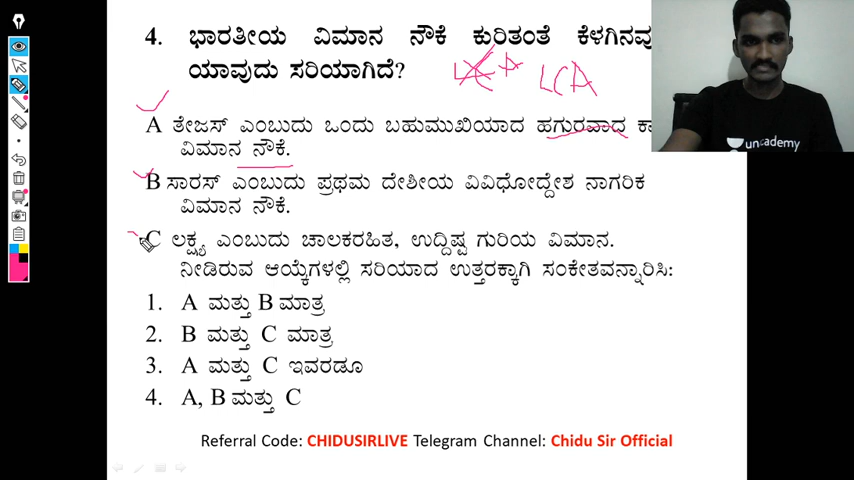 4. ಭಾರತೀಯ ವಿಮಾನ ನೌಕೆ ಕುರಿತಂತೆ ಕೆಳಗಿನವು
ಯಾವುದು ಸರಿಯಾಗಿದೆ?
LCA
A ತೇಜಸ್ ಎಂಬುದು ಒಂದು ಬಹುಮುಖಿಯಾದ ಹಗುರವಾದ ಕಾ
ವಿಮಾನ ನೌಕೆ.
unacademy
B ಸಾರಸ್ ಎಂಬುದು ಪ್ರಥಮ ದೇಶೀಯ ವಿವಿಧೋದ್ದೇಶ ನಾಗರಿಕ
ವಿಮಾನ ನೌಕೆ.
C ಲಕ್ಷ್ಯ ಎಂಬುದು ಚಾಲಕರಹಿತ, ಉದ್ದಿಷ್ಟ ಗುರಿಯ ವಿಮಾನ.
ನೀಡಿರುವ ಆಯ್ಕೆಗಳಲ್ಲಿ ಸರಿಯಾದ ಉತ್ತರಕ್ಕಾಗಿ ಸಂಕೇತವನ್ನಾರಿಸಿ:
1. A ಮತ್ತು B ಮಾತ್ರ
2. B ಮತ್ತು C ಮಾತ್ರ
3. A ಮತ್ತು C ಇವರಡೂ
4. A, B ಮತ್ತು C
Referral Code: CHIDUSIRLIVE Telegram Channel: Chidu Sir Official